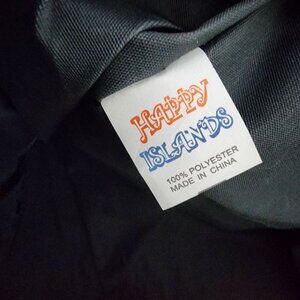 HAPPY
ISLANDS
100% POLYESTER
MADE IN CHINA